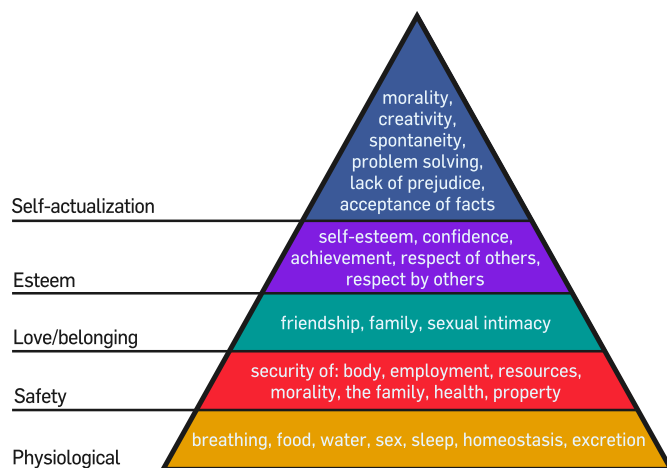 morality,
creativity,
spontaneity,
problem solving,
lack of prejudice,
acceptance of facts
Self-actualization
self-esteem, confidence,
achievement, respect of others,
respect by others
Esteem
friendship, family, sexual intimacy
Love/belonging
security of: body, employment, resources,
morality, the family, health, property
Safety
breathing, food, water, sex, sleep, homeostasis, excretion
Physiological